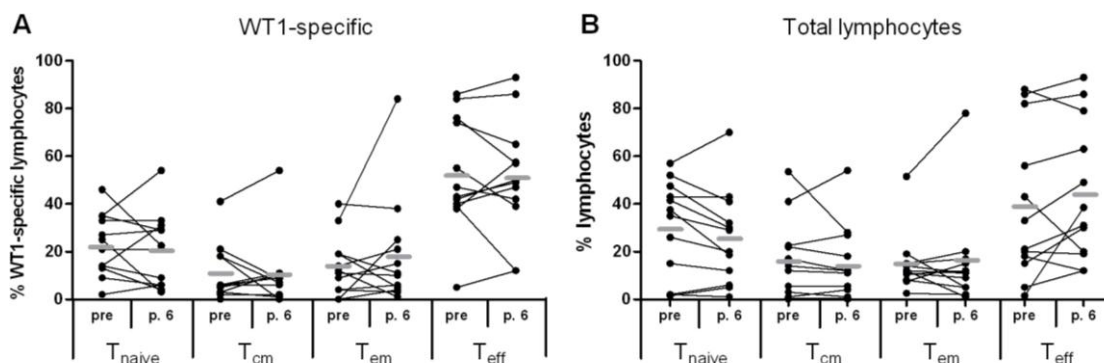 A
WT1-specific
% WT1-specific lymphocytes
100
80
60
40
20
0
pre p. 6 pre p. 6 pre p. 6 pre p. 6
Tnaive Tcm Tem Teff
B
Total lymphocytes
% lymphocytes
100
80
60
40
20
0
pre p. 6 pre p. 6 pre p. 6 pre p. 6
Tnaive Tcm Tem Teff